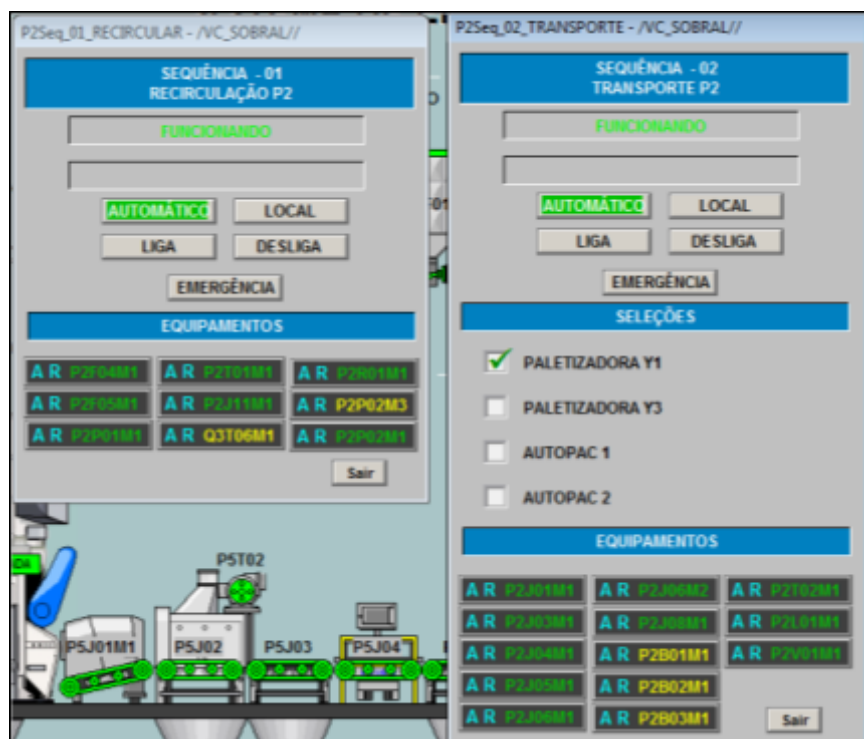 P2Seq_01_RECIRCULAR - /VC_SOBRAL//
SEQUÊNCIA - 01
RECIRCULAÇÃO P2
FUNCIONANDO
AUTOMÁTICO LOCAL
LIGA DESLIGA
EMERGÊNCIA
EQUIPAMENTOS
A R P2F04M1 A R P2T01M1 A R P2R01M1
A R P2F05M1 A R P2J11M1 A R P2P02M3
A R P2P01M1 A R Q3T06M1 A R P2P02M1
Sair
P2Seq_02_TRANSPORTE - /VC_SOBRAL//
SEQUÊNCIA - 02
TRANSPORTE P2
FUNCIONANDO
AUTOMÁTICO LOCAL
LIGA DESLIGA
EMERGÊNCIA
SELEÇÕES
PALETIZADORA Y1
PALETIZADORA Y3
AUTOPAC 1
AUTOPAC 2
EQUIPAMENTOS
A R P2J01M1 A R P2J06M2 A R P2T02M1
A R P2J03M1 A R P2J08M1 A R P2L01M1
A R P2J04M1 A R P2B01M1 A R P2V01M1
A R P2J05M1 A R P2B02M1
A R P2J06M1 A R P2B03M1
Sair
P5T02
P5J01M1 P5J02 P5J03 P5J04